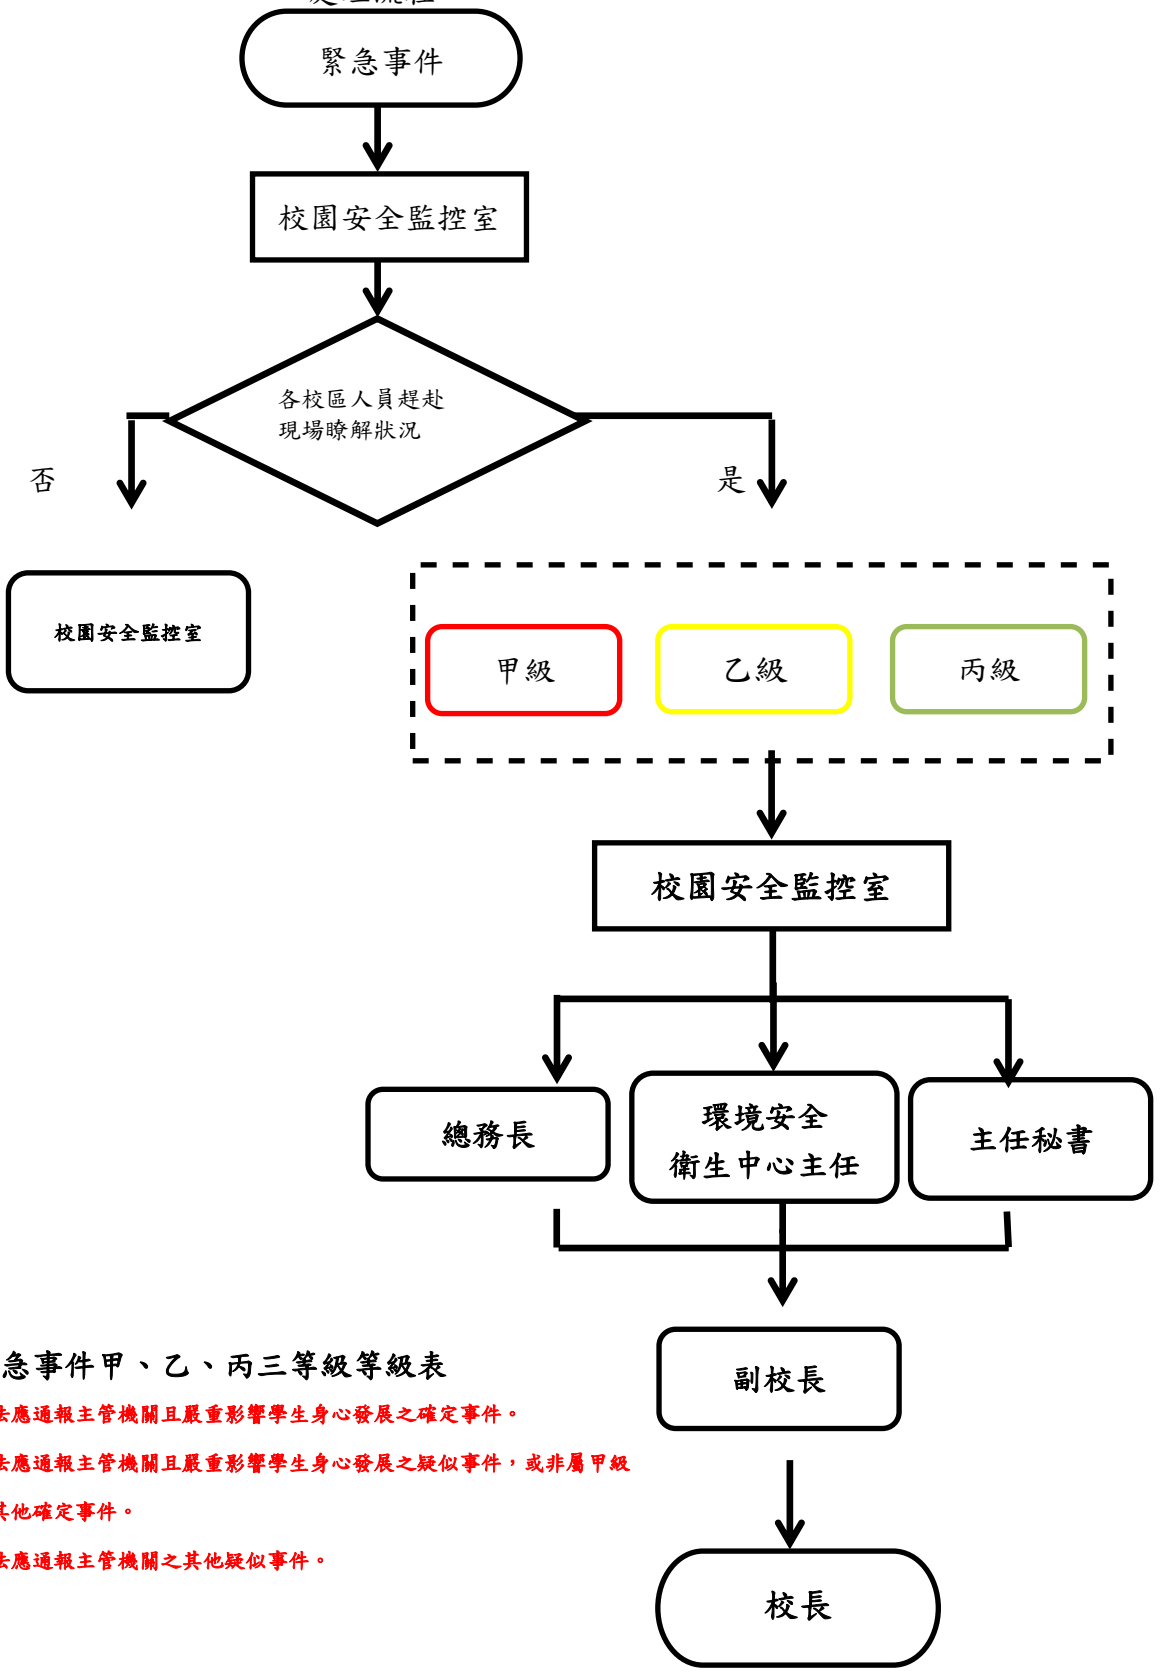 緊急事件
校園安全監控室
各校區人員趕赴
現場瞭解狀況
否
是
校園安全監控室
甲級
乙級
丙級
校園安全監控室
總務長
環境安全
衛生中心主任
主任秘書
副校長
急事件甲、乙、丙三等級等級表
法應通報主管機關且嚴重影響學生身心發展之確定事件。
法應通報主管機關且嚴重影響學生身心發展之疑似事件，或非屬甲級
其他確定事件。
法應通報主管機關之其他疑似事件。
校長